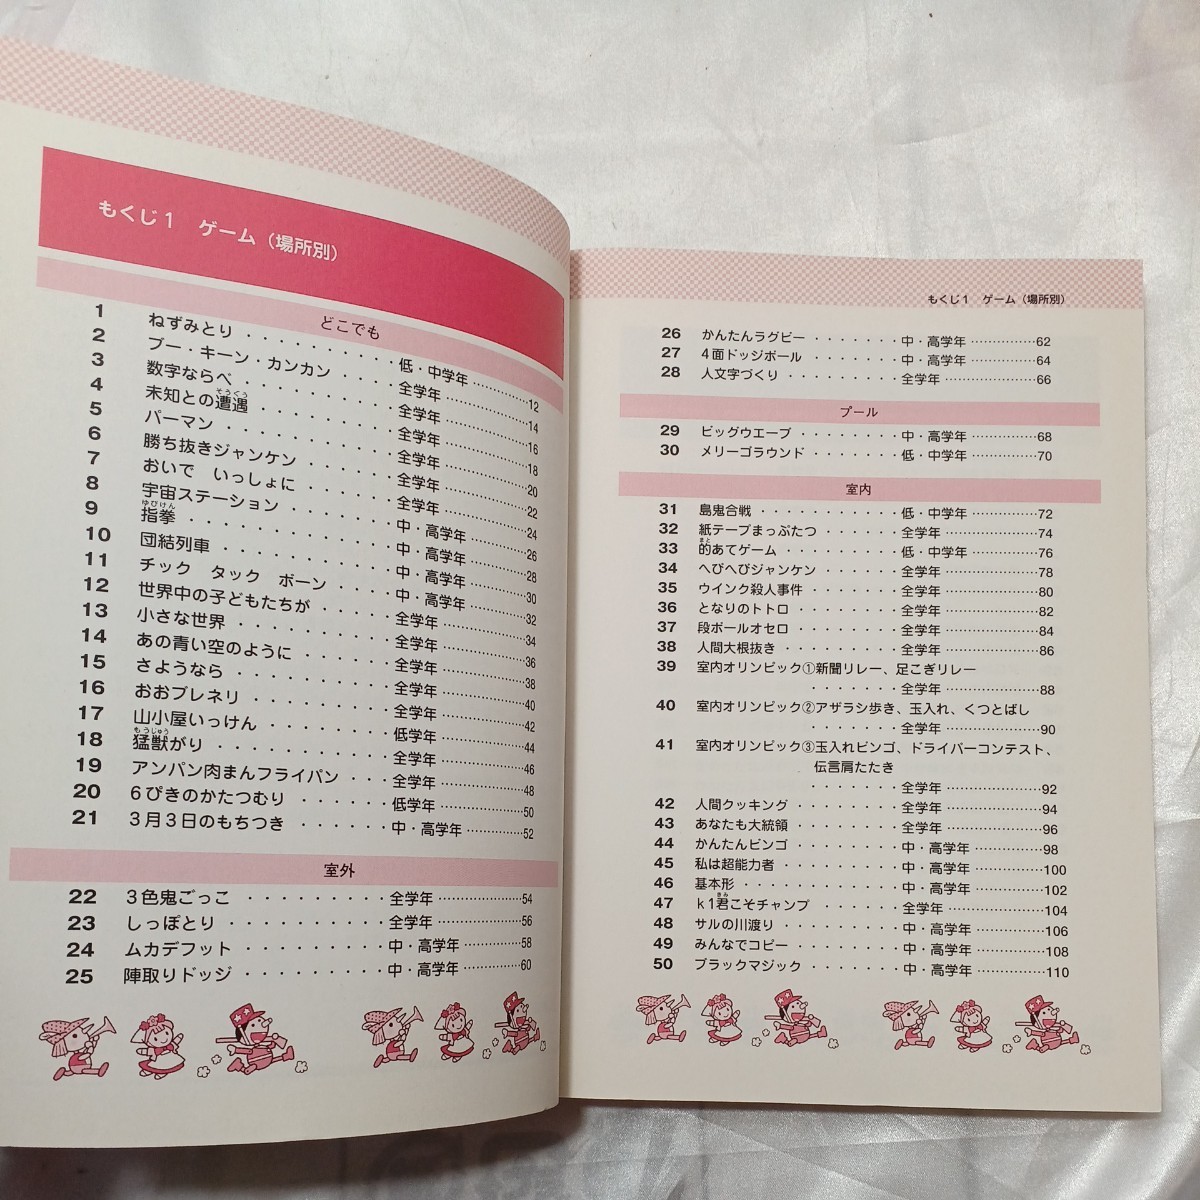 もくじ1　ゲーム（場所別）
どこでも
1 ねずみとり・・・・・・・・・・低・中学年…………12
2 ブー・キーン・カンカン・・・・全学年…………14
3 数字ならべ・・・・・・・・・全学年…………16
4 未知との遭遇・・・・・・・・全学年…………18
そうぐう
5 パーマン・・・・・・・・・全学年…………20
6 勝ち抜きジャンケン・・・・・全学年…………22
7 おいで　いっしょに・・・・・・全学年…………24
8 宇宙ステーション・・・・・・中・高学年…………26
ゆびけん
9 指拳・・・・・・・・・・・中・高学年…………28
10 団結列車・・・・・・・・・中・高学年…………30
11 チック　タック　ボーン・・・・中・高学年…………32
12 世界中の子どもたちが・・・・全学年…………34
13 小さな世界・・・・・・・・・全学年…………36
14 あの青い空のように・・・・・・全学年…………38
15 さようなら・・・・・・・・・全学年…………40
16 おおブレネリ・・・・・・・・全学年…………42
17 山小屋いっけん・・・・・・・低学年…………44
もうじゅう
18 猛獣がり・・・・・・・・・全学年…………46
19 アンパン肉まんフライパン・・・全学年…………48
20 6ぴきのかたつむり・・・・・・低学年…………50
21 3月3日のもちつき・・・・・・中・高学年…………52
室外
22 3色鬼ごっこ・・・・・・・・全学年…………54
23 しっぽとり・・・・・・・・・全学年…………56
24 ムカデフット・・・・・・・・中・高学年…………58
25 陣取りドッジ・・・・・・・・中・高学年…………60
もくじ1　ゲーム（場所別）
26 かんたんラグビー・・・・・・・中・高学年…………62
27 4面ドッジボール・・・・・・・中・高学年…………64
28 人文字づくり・・・・・・・・全学年…………66
プール
29 ビッグウエーブ・・・・・・・中・高学年…………68
30 メリーゴラウンド・・・・・・・低・中学年…………70
室内
31 島鬼合戦・・・・・・・・・低・中学年…………72
32 紙テープまっぷたつ・・・・・・全学年…………74
まと
33 的あてゲーム・・・・・・・・低・中学年…………76
34 へびへびジャンケン・・・・・・全学年…………78
35 ウインク殺人事件・・・・・・・全学年…………80
36 となりのトトロ・・・・・・・・全学年…………82
37 段ボールオセロ・・・・・・・・全学年…………84
38 人間大根抜き・・・・・・・・全学年…………86
39 室内オリンピック①新聞リレー、足こぎリレー
・・・・・・・全学年…………88
40 室内オリンピック②アザラシ歩き、玉入れ、くつとばし
・・・・・・・全学年…………90
41 室内オリンピック③玉入れビンゴ、ドライバーコンテスト、
伝言肩たたき
・・・・・・・全学年…………92
42 人間クッキング・・・・・・・・全学年…………94
43 あなたも大統領・・・・・・・・全学年…………96
44 かんたんビンゴ・・・・・・・・中・高学年…………98
45 私は超能力者・・・・・・・・中・高学年…………100
46 基本形・・・・・・・・・・中・高学年…………102
きみ
47 k1君こそチャンプ・・・・・・全学年…………104
48 サルの川渡り・・・・・・・・中・高学年…………106
49 みんなでコピー・・・・・・・中・高学年…………108
50 ブラックマジック・・・・・・・中・高学年…………110